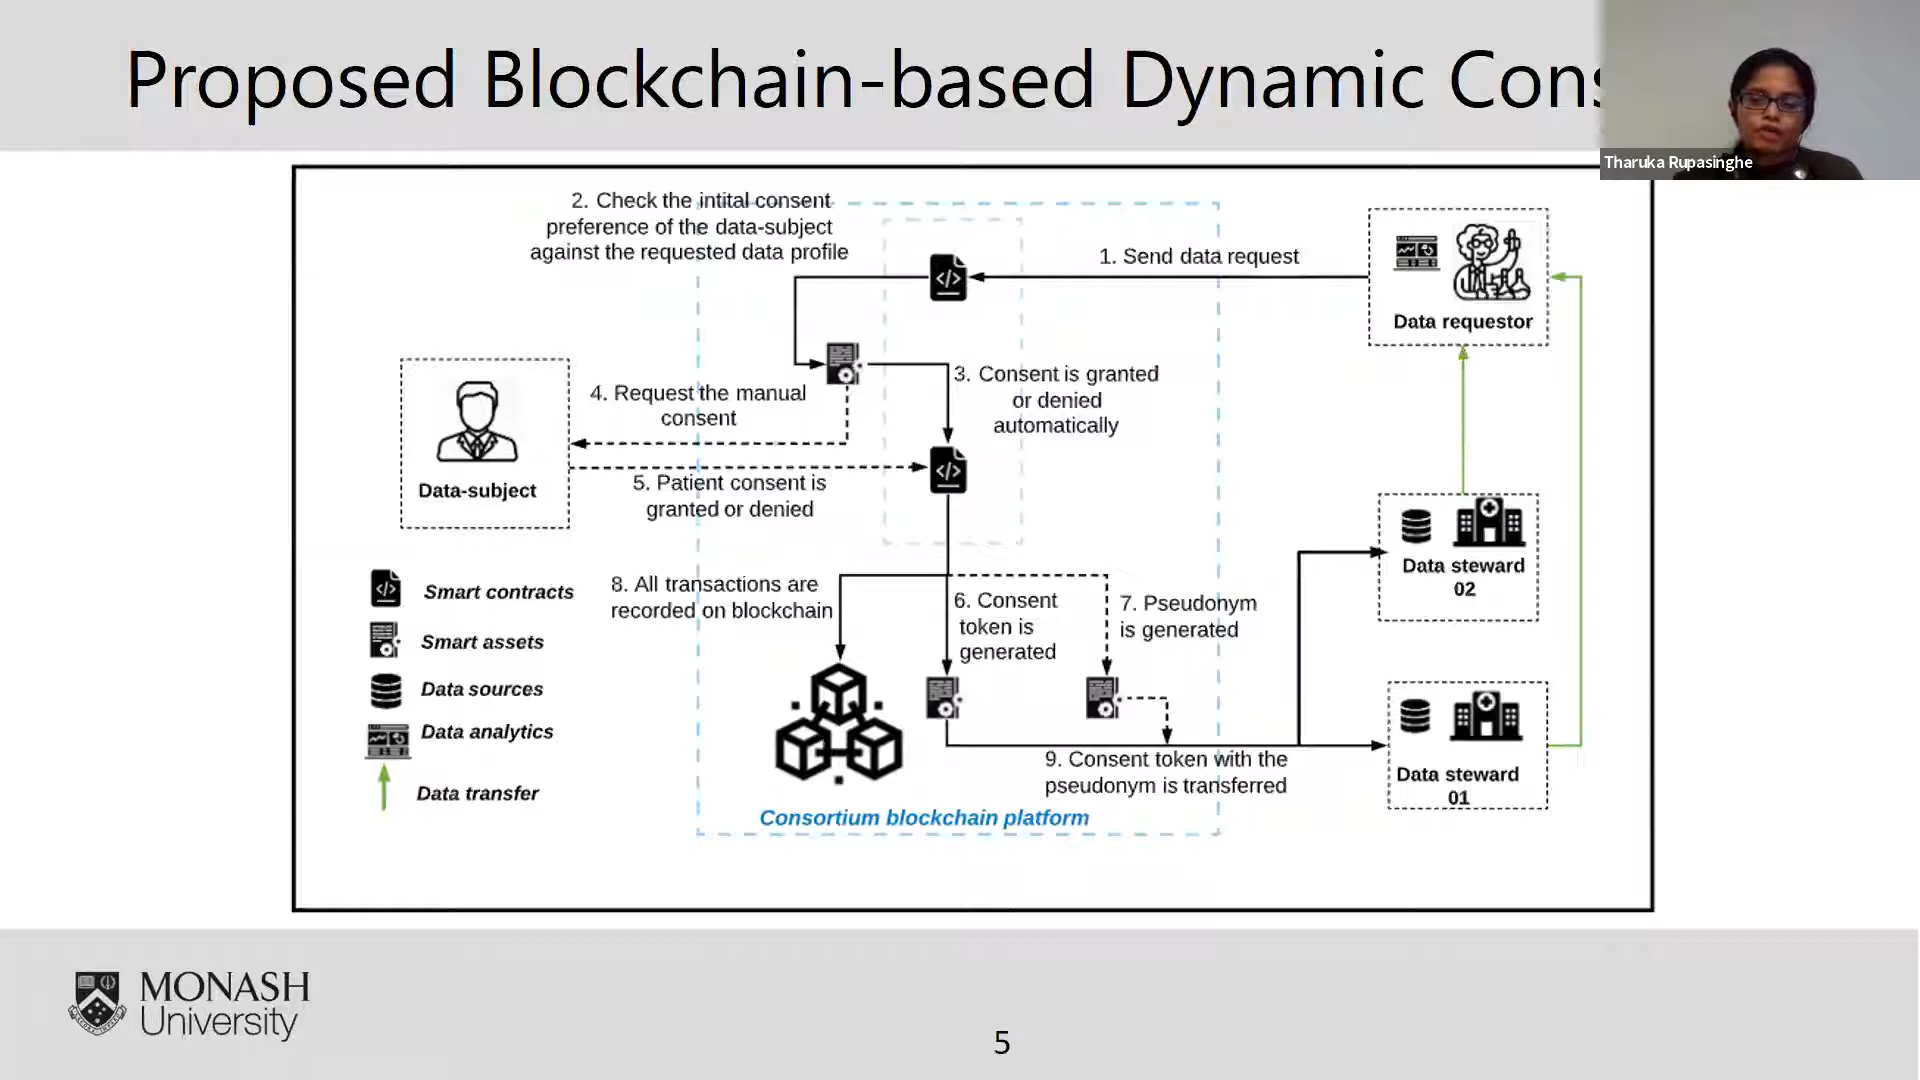 Proposed Blockchain-based Dynamic Cons
Tharuka Rupasinghe
2. Check the intital consent
preference of the data-subject
against the requested data profile
1. Send data request
Data requestor
3. Consent is granted
or denied
automatically
4. Request the manual
consent
Data-subject
5. Patient consent is
granted or denied
Data steward
02
Smart contracts
Smart assets
Data sources
Data analytics
Data transfer
8. All transactions are
recorded on blockchain
6. Consent
token is
generated
7. Pseudonym
is generated
9. Consent token with the
pseudonym is transferred
Data steward
01
Consortium blockchain platform
MONASH
University
5